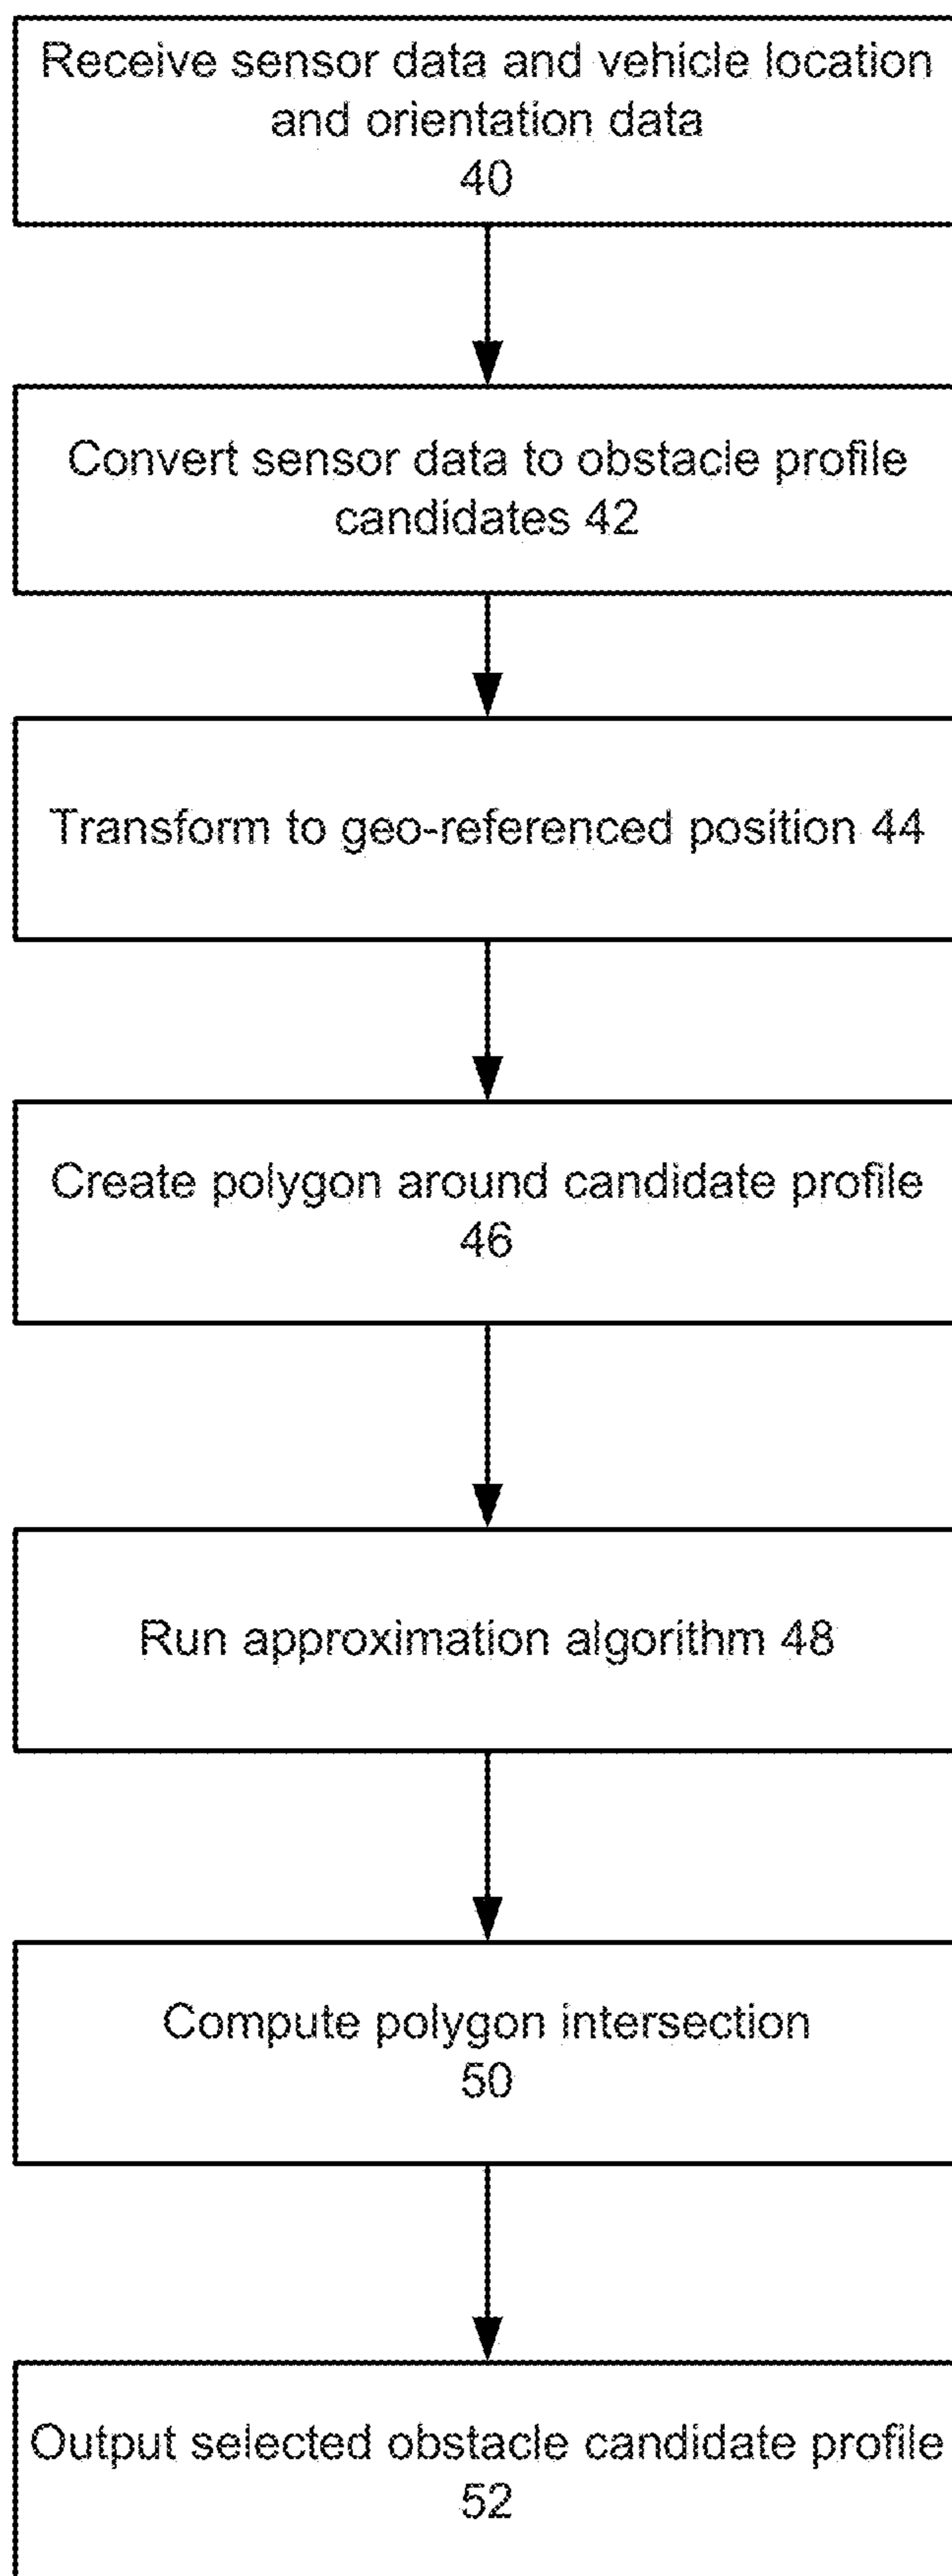 Receive sensor data and vehicle location
and orientation data
40
Convert sensor data to obstacle profile
candidates 42
Transform to geo-referenced position 44
Create polygon around candidate profile
46
Run approximation algorithm 48
Compute polygon intersection
50
Output selected obstacle candidate profile
52